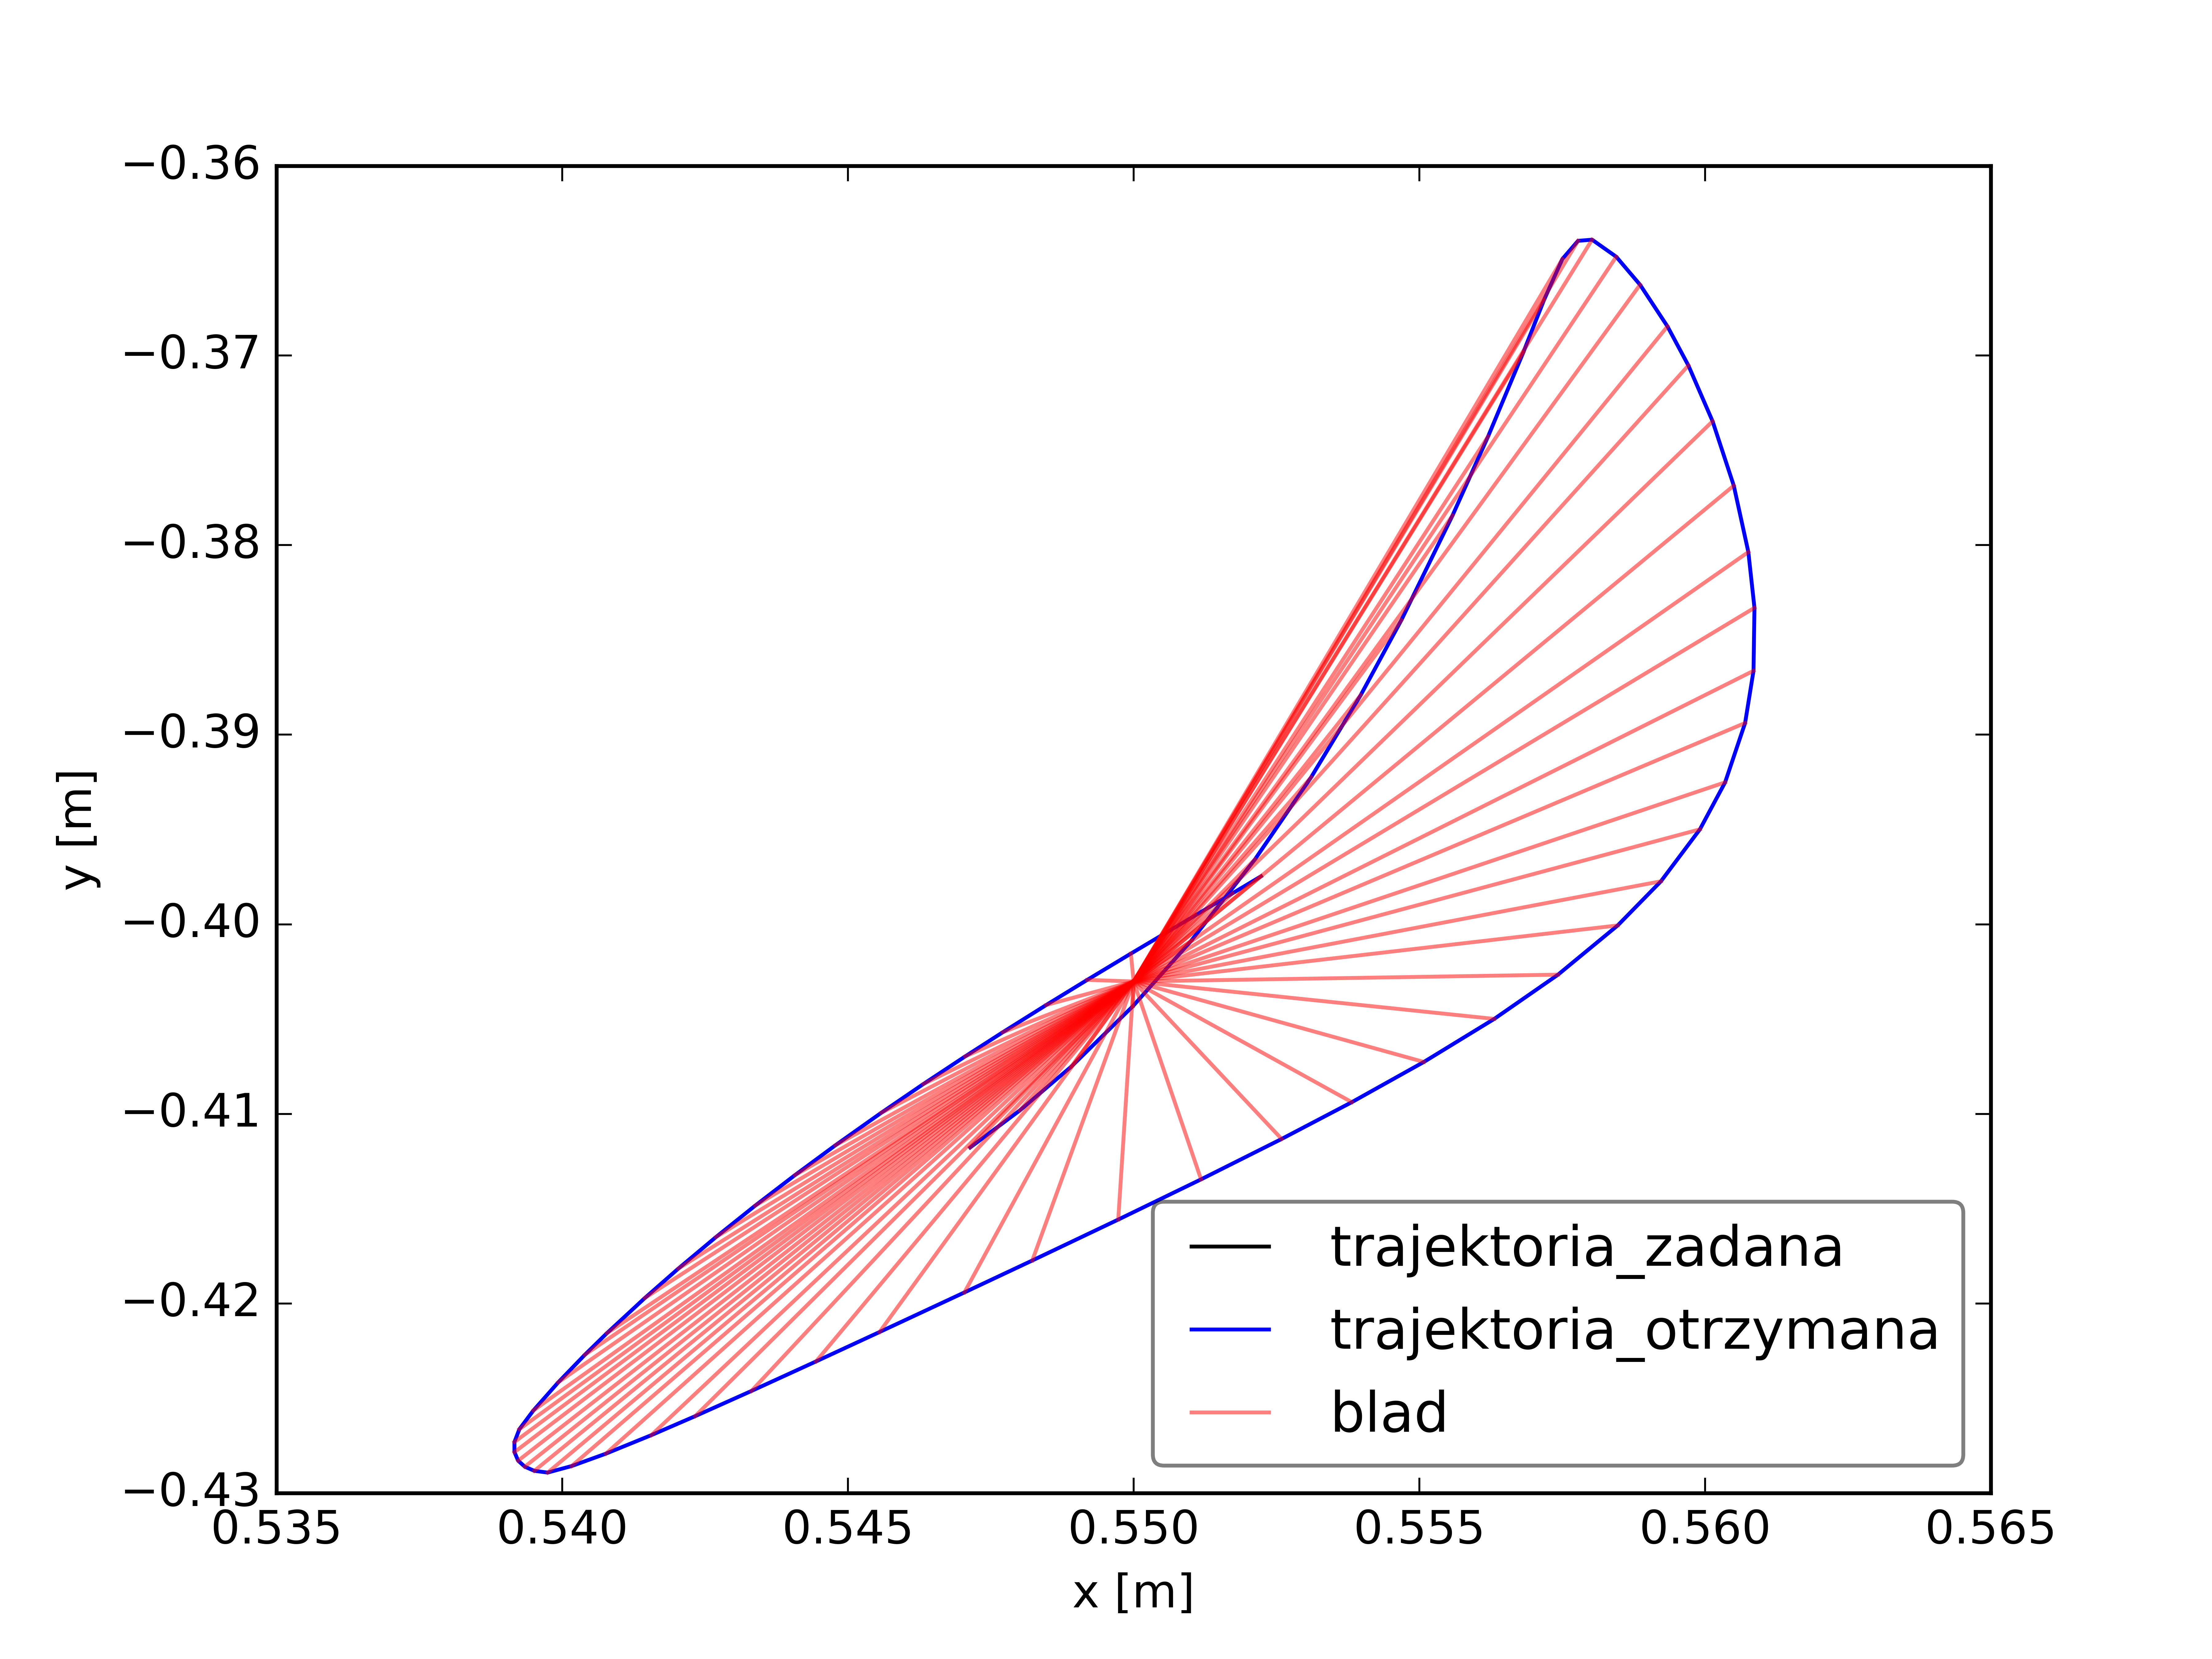 −0.36
−0.37
−0.38
−0.39
−0.40
−0.41
−0.42
−0.43
y [m]
trajektoria_zadana
trajektoria_otrzymana
blad
0.535 0.540 0.545 0.550 0.555 0.560 0.565
x [m]